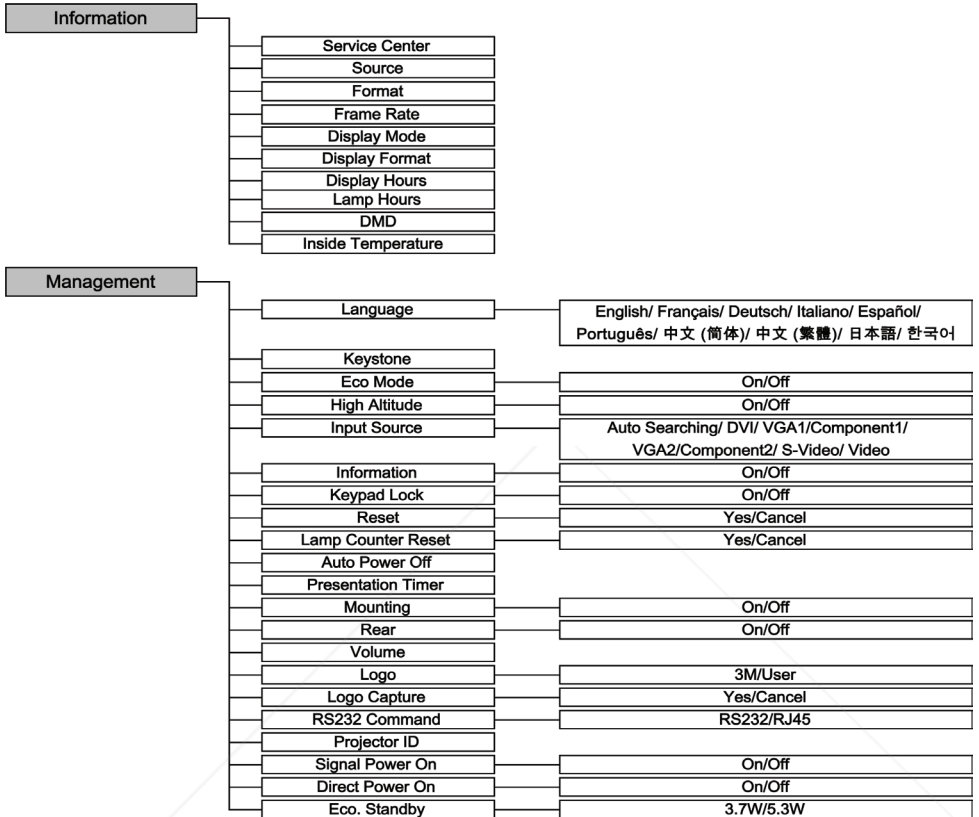 Information
Service Center
Source
Format
Frame Rate
Display Mode
Display Format
Display Hours
Lamp Hours
DMD
Inside Temperature
Management
Language
English/ Français/ Deutsch/ Italiano/ Español/
Português/ 中文 (简体)/ 中文 (繁體)/ 日本語/ 한국어
Keystone
Eco Mode
On/Off
High Altitude
On/Off
Input Source
Auto Searching/ DVI/ VGA1/Component1/
VGA2/Component2/ S-Video/ Video
Information
On/Off
Keypad Lock
On/Off
Reset
Yes/Cancel
Lamp Counter Reset
Yes/Cancel
Auto Power Off
Presentation Timer
Mounting
On/Off
Rear
On/Off
Volume
Logo
3M/User
Logo Capture
Yes/Cancel
RS232 Command
RS232/RJ45
Projector ID
Signal Power On
On/Off
Direct Power On
On/Off
Eco. Standby
3.7W/5.3W